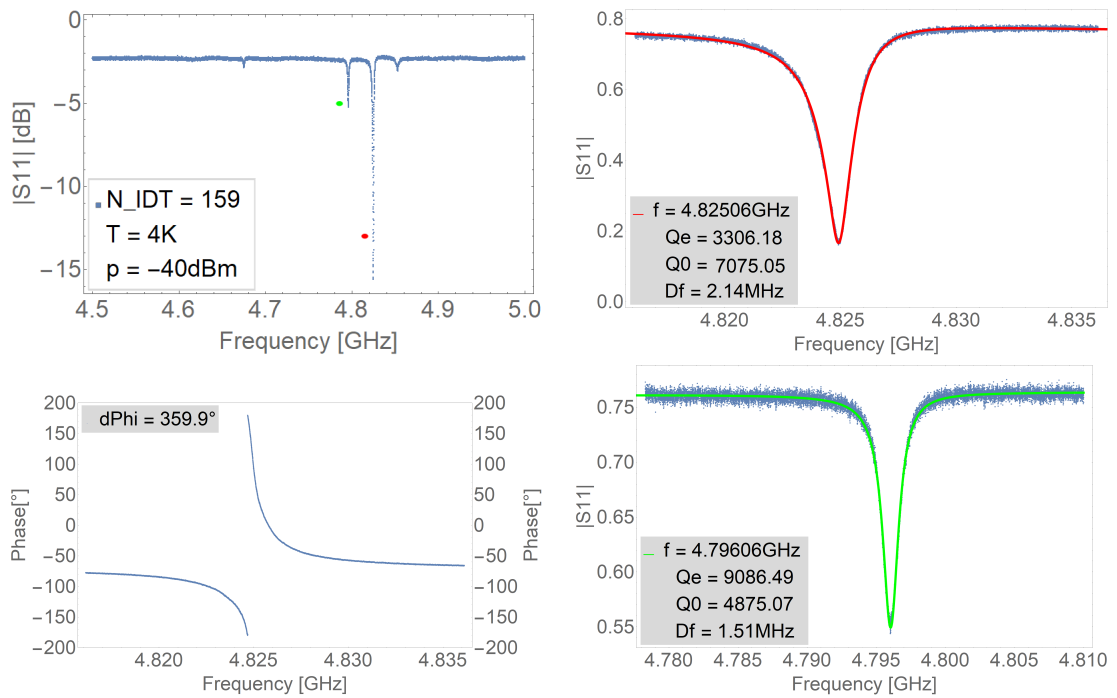 0
−5
−10
−15
|S11| [dB]
N_IDT = 159
T = 4K
p = −40dBm
4.5 4.6 4.7 4.8 4.9 5.0
Frequency [GHz]
0.8
0.6
0.4
0.2
0.0
|S11|
f = 4.82506GHz
Qe = 3306.18
Q0 = 7075.05
Df = 2.14MHz
4.820 4.825 4.830 4.835
Frequency [GHz]
200 200
150 150
100 100
50 50
0 0
−50 −50
−100 −100
−150 −150
−200 −200
Phase[°] Phase[°]
dPhi = 359.9°
4.820 4.825 4.830 4.835
Frequency [GHz]
0.75
0.70
0.65
0.60
0.55
|S11|
f = 4.79606GHz
Qe = 9086.49
Q0 = 4875.07
Df = 1.51MHz
4.780 4.785 4.790 4.795 4.800 4.805 4.810
Frequency [GHz]